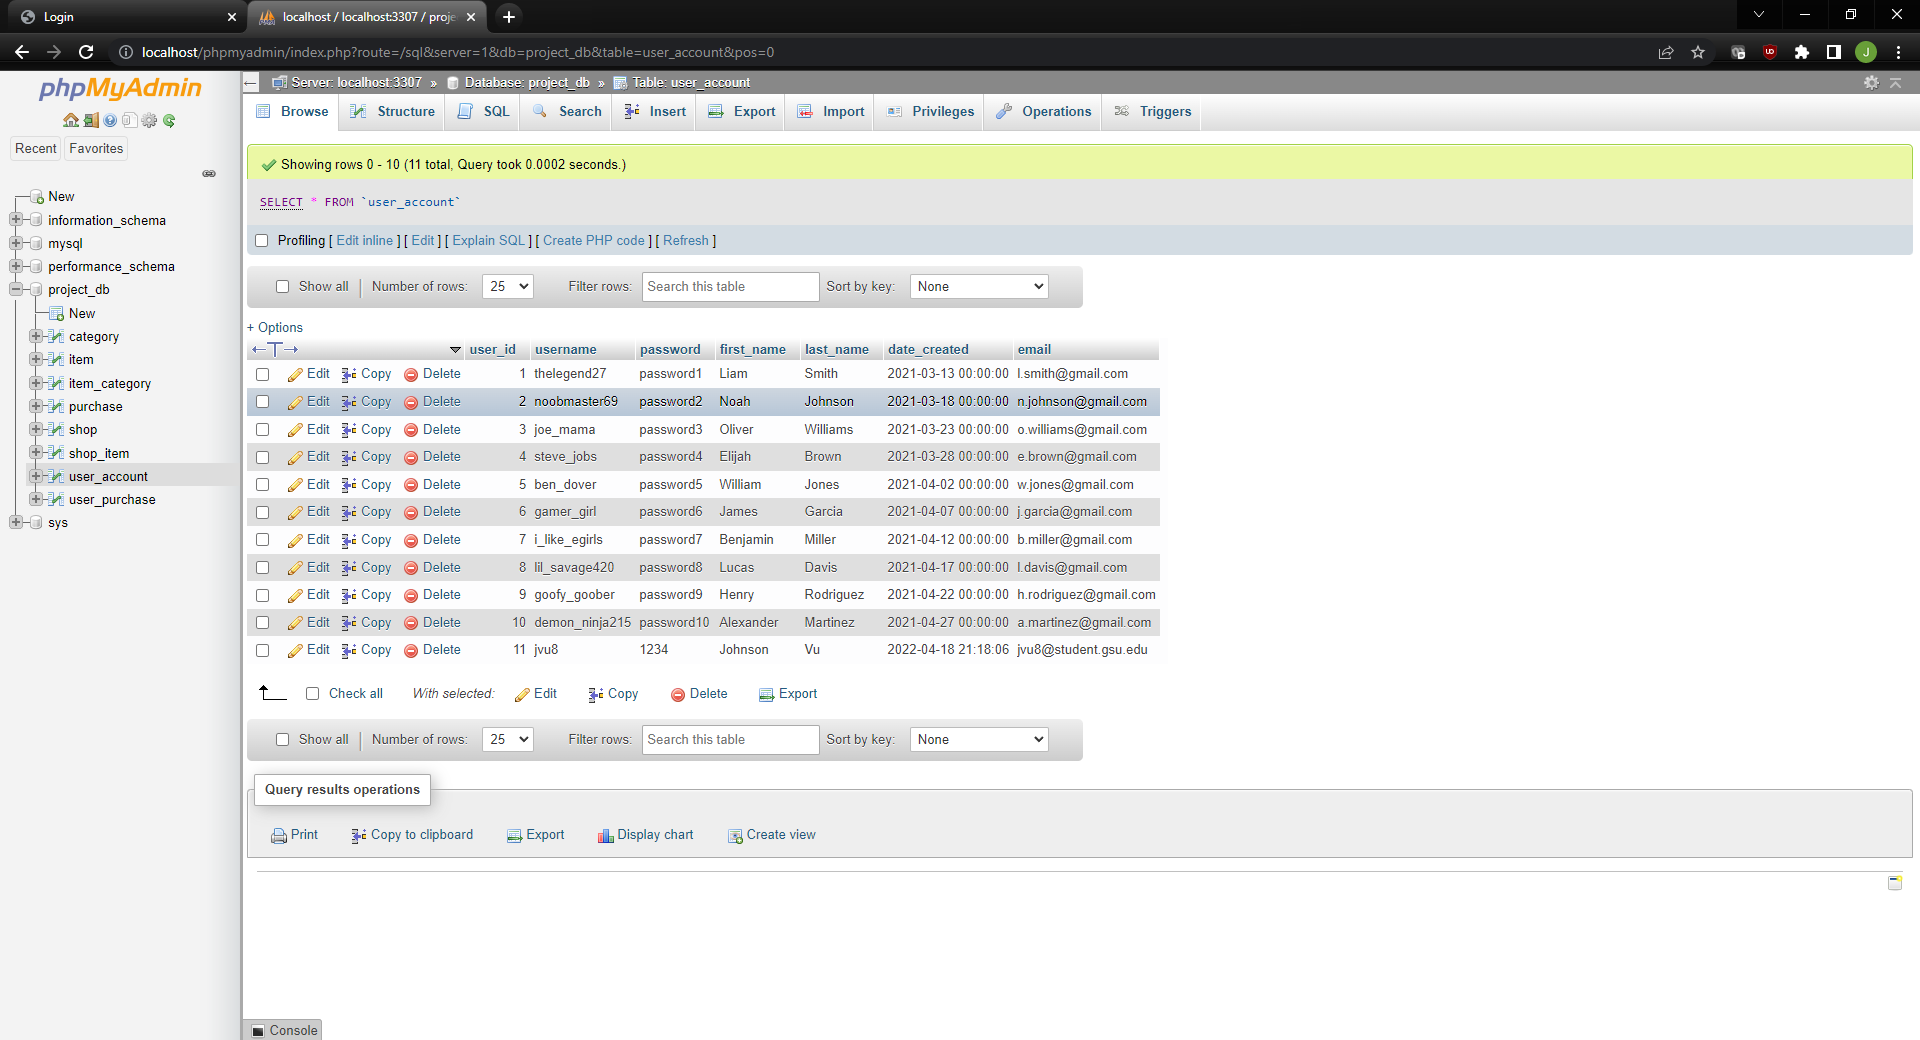 Login
localhost / localhost:3307 / proje
localhost/phpmyadmin/index.php?route=/sql&server=1&db=project_db&table=user_account&pos=0
J
phpMyAdmin
Recent Favorites
New
information_schema
mysql
performance_schema
project_db
New
category
item
item_category
purchase
shop
shop_item
user_account
user_purchase
sys
Server: localhost:3307 » Database: project_db » Table: user_account
Browse Structure SQL Search Insert Export Import Privileges Operations Triggers
Showing rows 0 - 10 (11 total, Query took 0.0002 seconds.)
SELECT * FROM `user_account`
Profiling [ Edit inline ] [ Edit ] [ Explain SQL ] [ Create PHP code ] [ Refresh ]
Show all Number of rows: 25 Filter rows: Search this table Sort by key: None
+ Options
user_id username password first_name last_name date_created email
Edit Copy Delete 1 thelegend27 password1 Liam Smith 2021-03-13 00:00:00 l.smith@gmail.com
Edit Copy Delete 2 noobmaster69 password2 Noah Johnson 2021-03-18 00:00:00 n.johnson@gmail.com
Edit Copy Delete 3 joe_mama password3 Oliver Williams 2021-03-23 00:00:00 o.williams@gmail.com
Edit Copy Delete 4 steve_jobs password4 Elijah Brown 2021-03-28 00:00:00 e.brown@gmail.com
Edit Copy Delete 5 ben_dover password5 William Jones 2021-04-02 00:00:00 w.jones@gmail.com
Edit Copy Delete 6 gamer_girl password6 James Garcia 2021-04-07 00:00:00 j.garcia@gmail.com
Edit Copy Delete 7 i_like_egirls password7 Benjamin Miller 2021-04-12 00:00:00 b.miller@gmail.com
Edit Copy Delete 8 lil_savage420 password8 Lucas Davis 2021-04-17 00:00:00 l.davis@gmail.com
Edit Copy Delete 9 goofy_goober password9 Henry Rodriguez 2021-04-22 00:00:00 h.rodriguez@gmail.com
Edit Copy Delete 10 demon_ninja215 password10 Alexander Martinez 2021-04-27 00:00:00 a.martinez@gmail.com
Edit Copy Delete 11 jvu8 1234 Johnson Vu 2022-04-18 21:18:06 jvu8@student.gsu.edu
Check all With selected: Edit Copy Delete Export
Show all Number of rows: 25 Filter rows: Search this table Sort by key: None
Query results operations
Print Copy to clipboard Export Display chart Create view
Console